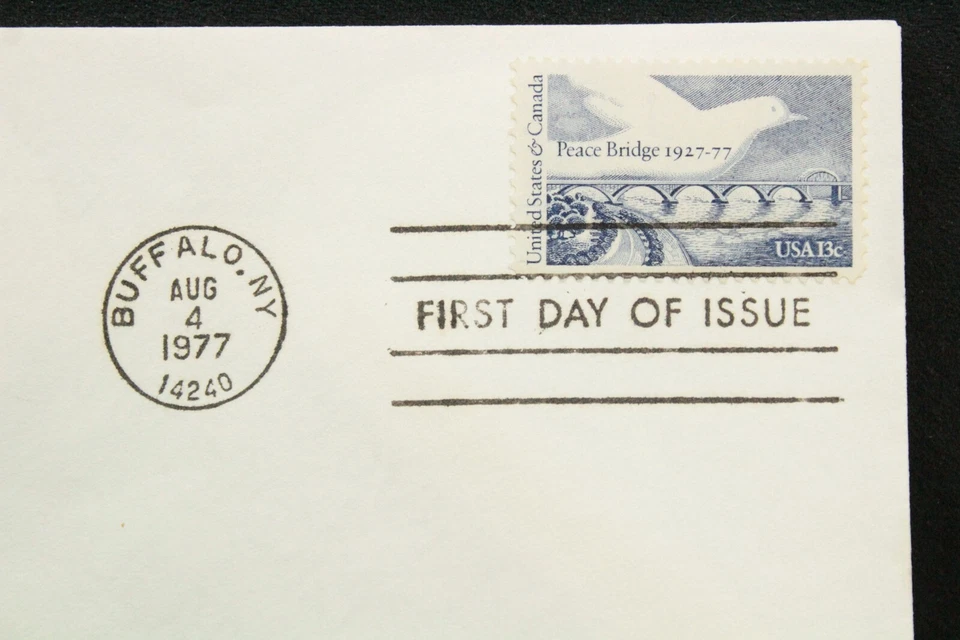 United States & Canada
Peace Bridge 1927-77
USA 13c
BUFFALO, NY
AUG
4
1977
14240
FIRST DAY OF ISSUE